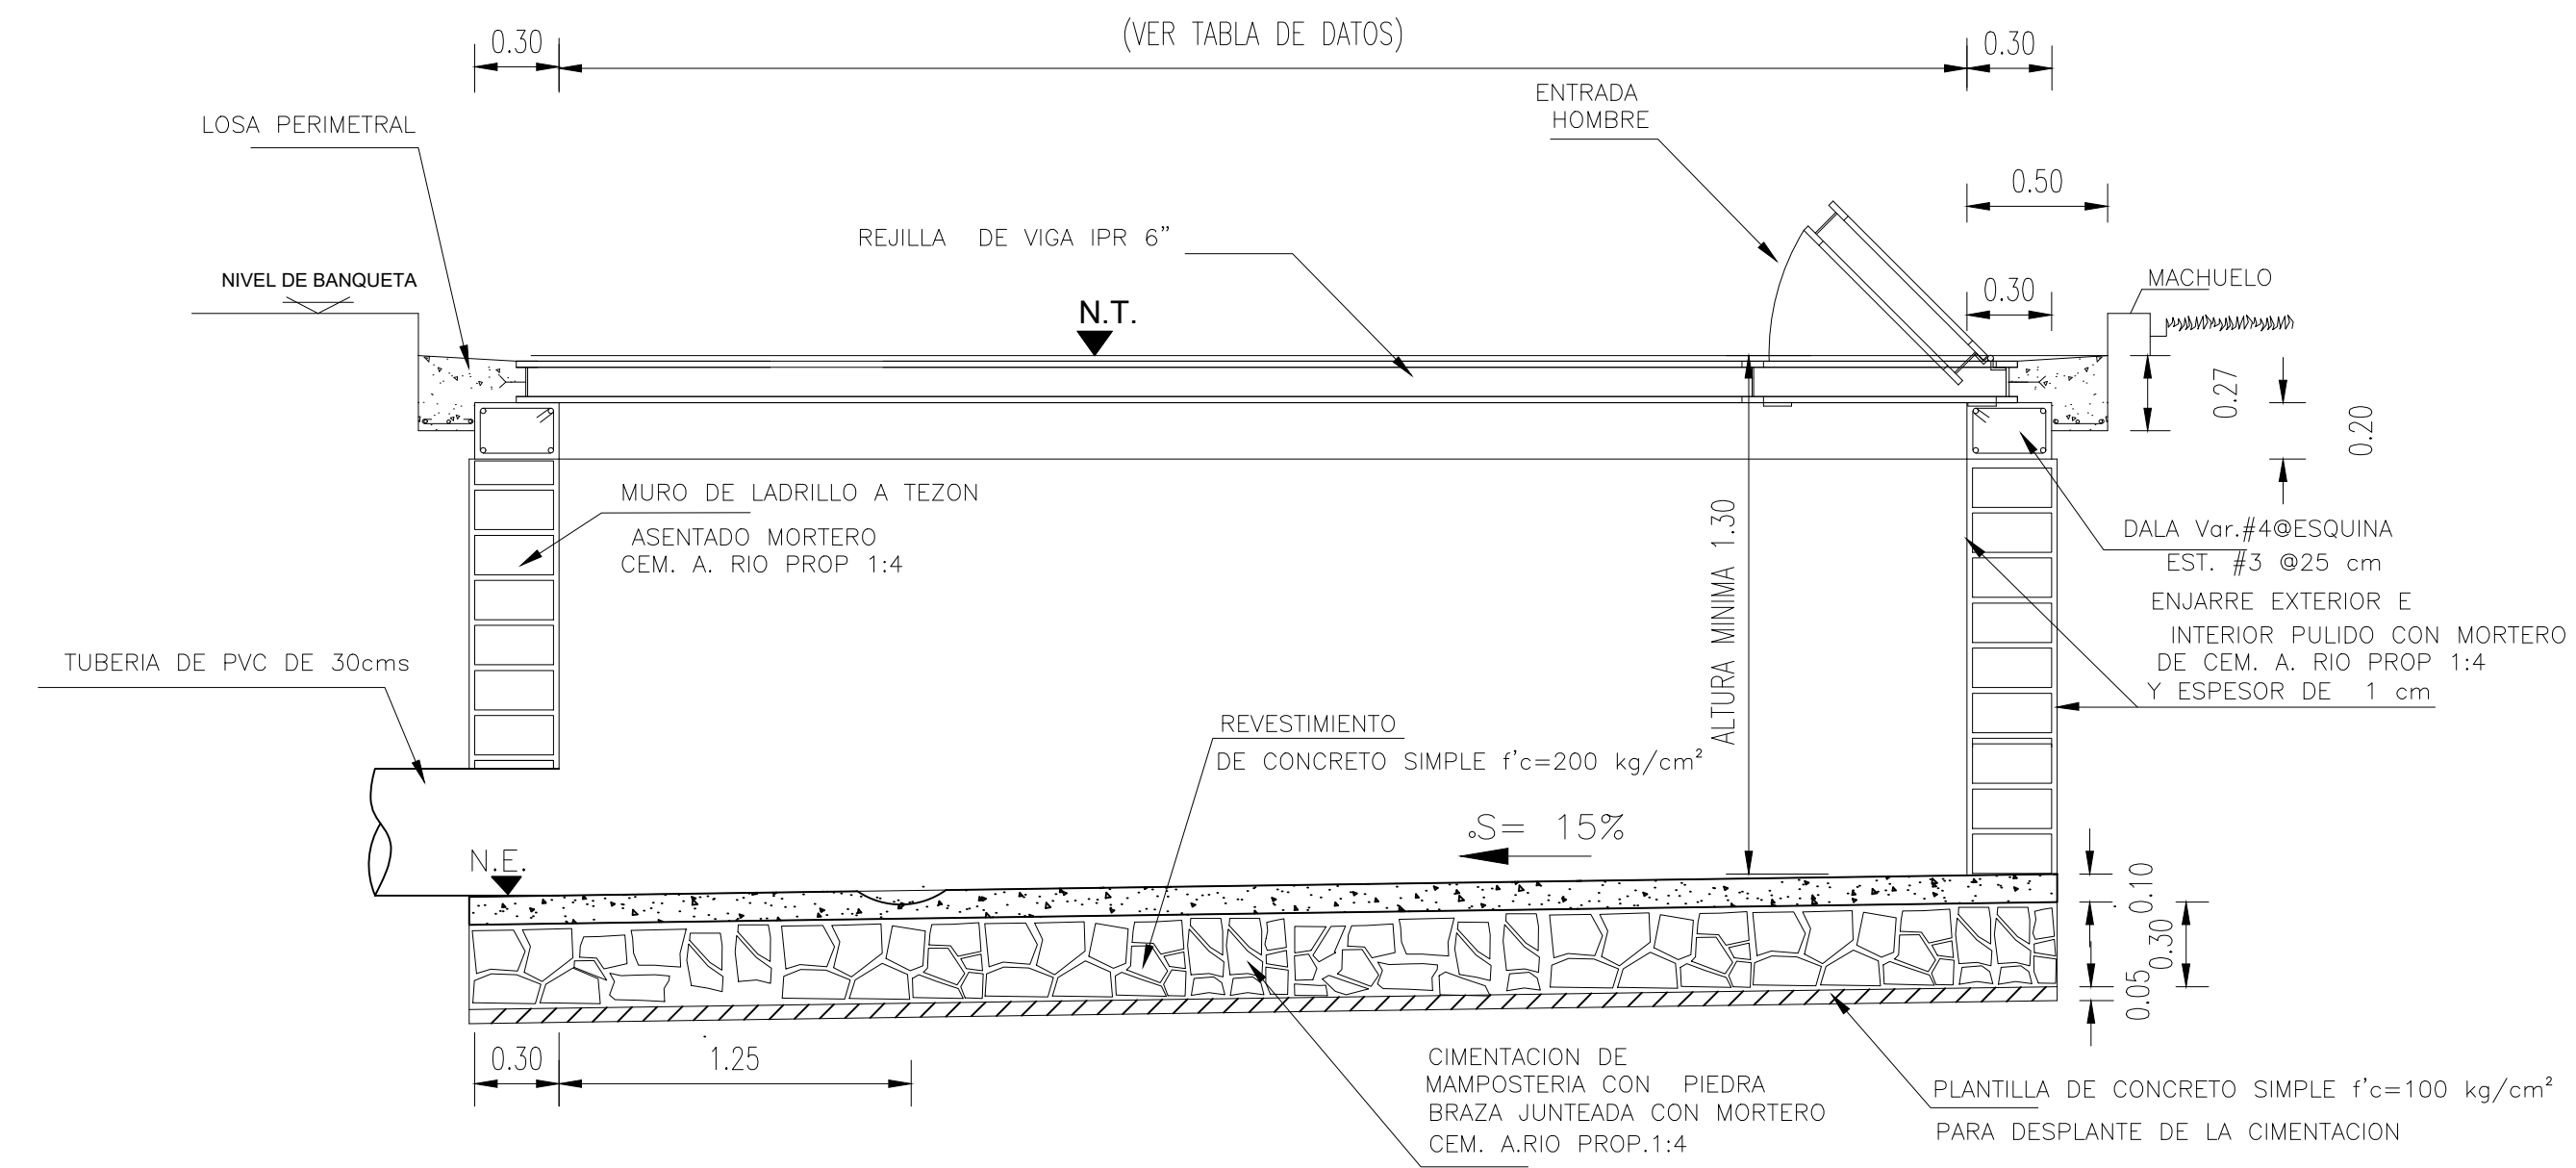 (VER TABLA DE DATOS)
0.30
0.30
ENTRADA
HOMBRE
LOSA PERIMETRAL
0.50
REJILLA DE VIGA IPR 6"
NIVEL DE BANQUETA
MACHUELO
0.30
N.T.
0.27
0.20
MURO DE LADRILLO A TEZON
ASENTADO MORTERO
CEM. A. RIO PROP 1:4
ALTURA MINIMA 1.30
DALA Var.#4@ESQUINA
EST. #3 @25 cm
ENJARRE EXTERIOR E
INTERIOR PULIDO CON MORTERO
DE CEM. A. RIO PROP 1:4
Y ESPESOR DE 1 cm
TUBERIA DE PVC DE 30cms
REVESTIMIENTO
DE CONCRETO SIMPLE f'c=200 kg/cm²
S= 15%
N.E.
0.10
0.30
0.05
0.30
1.25
CIMENTACION DE
MAMPOSTERIA CON PIEDRA
BRAZA JUNTEADA CON MORTERO
CEM. A.RIO PROP.1:4
PLANTILLA DE CONCRETO SIMPLE f'c=100 kg/cm²
PARA DESPLANTE DE LA CIMENTACION